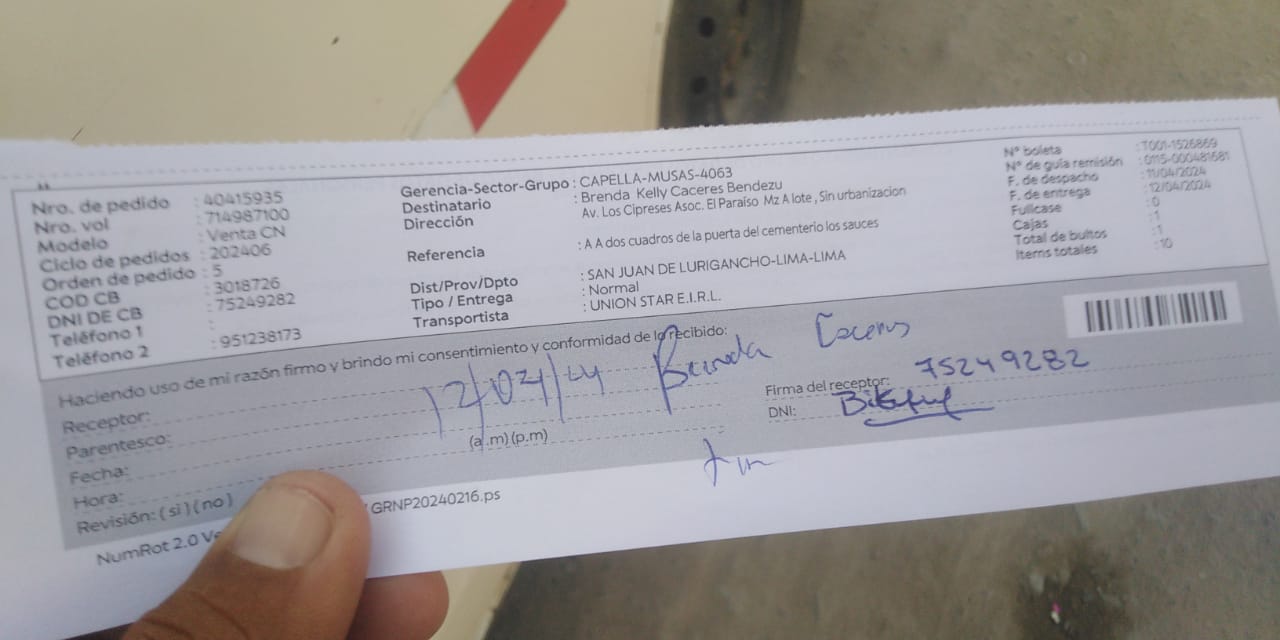 Nro. de pedido : 40415935
Nro. vol : 714987100
Modelo : Venta CN
Ciclo de pedidos : 202406
Orden de pedido : 5
COD CB : 3018726
DNI DE CB : 75249282
Teléfono 1 :
Teléfono 2 : 951238173
Gerencia-Sector-Grupo : CAPELLA-MUSAS-4063
Destinatario : Brenda Kelly Caceres Bendezu
Dirección : Av. Los Cipreses Asoc. El Paraíso Mz A lote , Sin urbanizacion
Referencia : A A dos cuadros de la puerta del cementerio los sauces
Dist/Prov/Dpto : SAN JUAN DE LURIGANCHO-LIMA-LIMA
Tipo / Entrega : Normal
Transportista : UNION STAR E.I.R.L.
N° boleta : T001-1526869
N° de guía remisión : 0115-000481681
F. de despacho : 11/04/2024
F. de entrega : 12/04/2024
Fullcase : 0
Cajas : 1
Total de bultos : 1
Items totales : 10
Haciendo uso de mi razón firmo y brindo mi consentimiento y conformidad de lo recibido:
Receptor: Brenda Caceres
Parentesco:
Fecha: 12/04/24
Hora: (a.m) (p.m)
Revisión: ( si ) ( no )
Firma del receptor: 75249282
DNI:
NumRot 2.0 Ve
GRNP20240216.ps